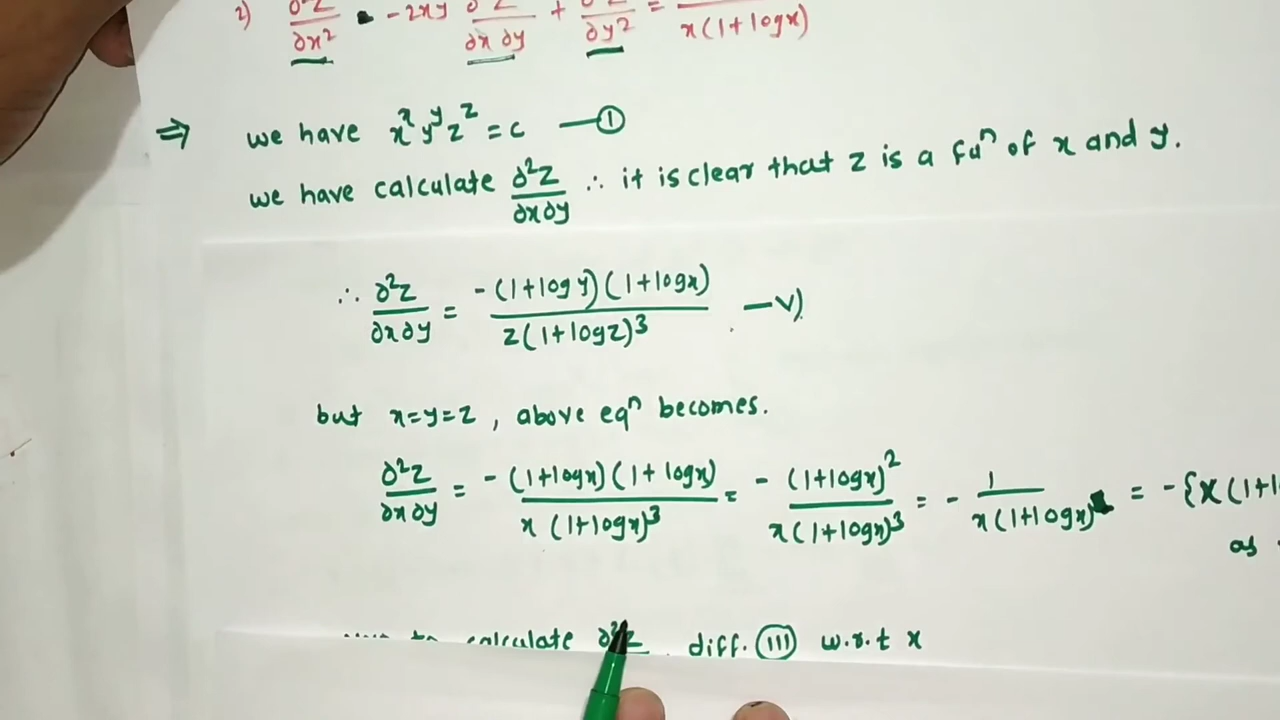 2) ∂²z/∂x² - 2xy ∂²z/∂x∂y + ∂²z/∂y² = /x(1+logx)
⇒ we have x^x y^y z^z = c —①
we have calculate ∂²z/∂x∂y ∴ it is clear that z is a fuⁿ of x and y.
∴ ∂²z/∂x∂y = -(1+logy)(1+logx)/z(1+logz)³ —v)
but x=y=z, above eqⁿ becomes.
∂²z/∂x∂y = -(1+logx)(1+logx)/x(1+logx)³ = -(1+logx)²/x(1+logx)³ = -1/x(1+logx) = -{x(1+l
as
calculate ∂²z diff. (III) w.r.t x